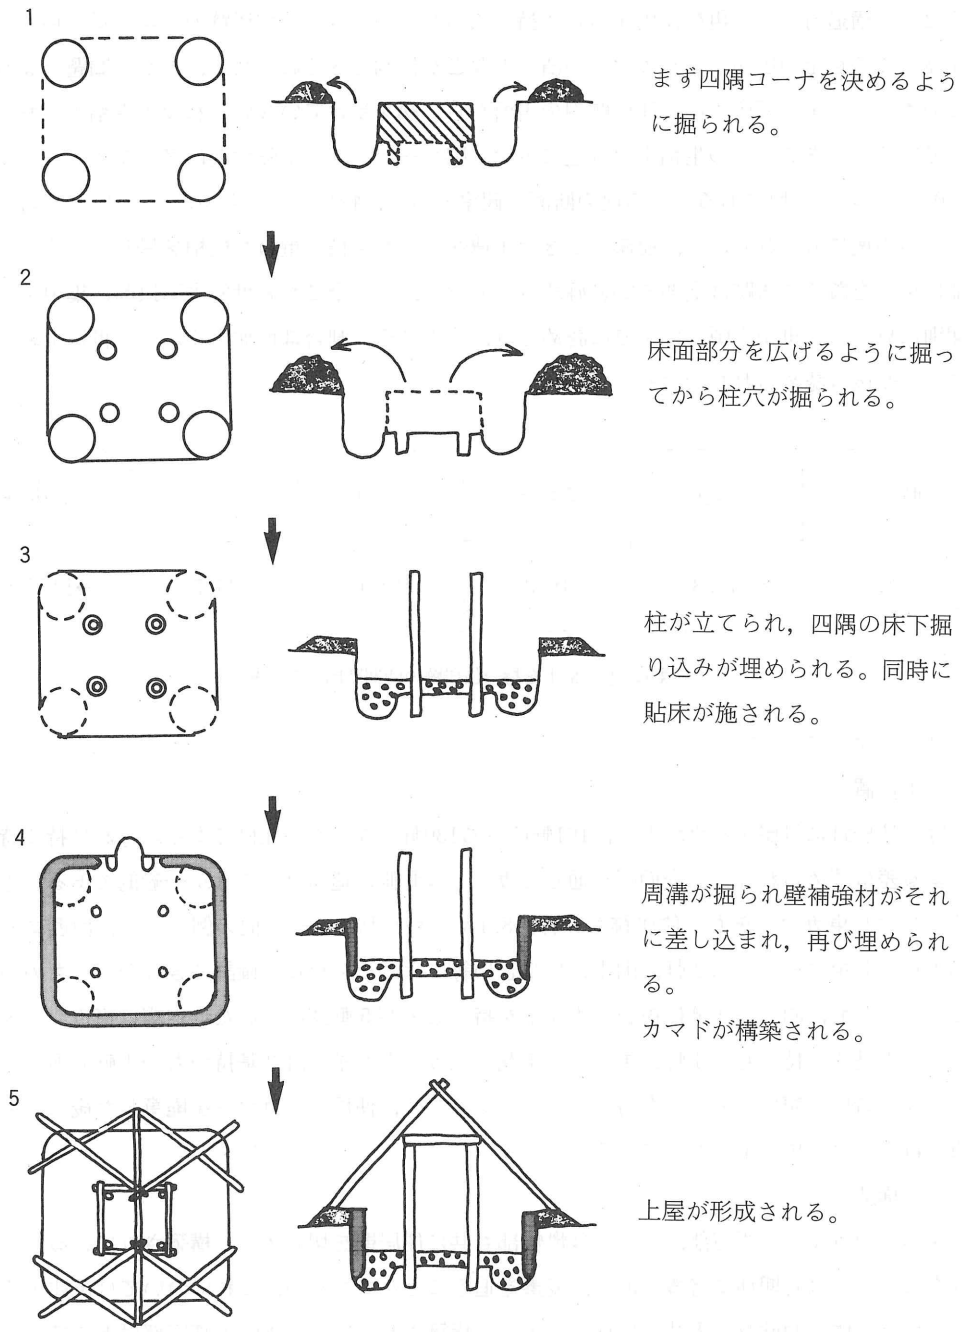 1
まず四隅コーナを決めるよう
に掘られる。
2
床面部分を広げるように掘っ
てから柱穴が掘られる。
3
柱が立てられ，四隅の床下掘
り込みが埋められる。同時に
貼床が施される。
4
周溝が掘られ壁補強材がそれ
に差し込まれ，再び埋められ
る。
カマドが構築される。
5
上屋が形成される。